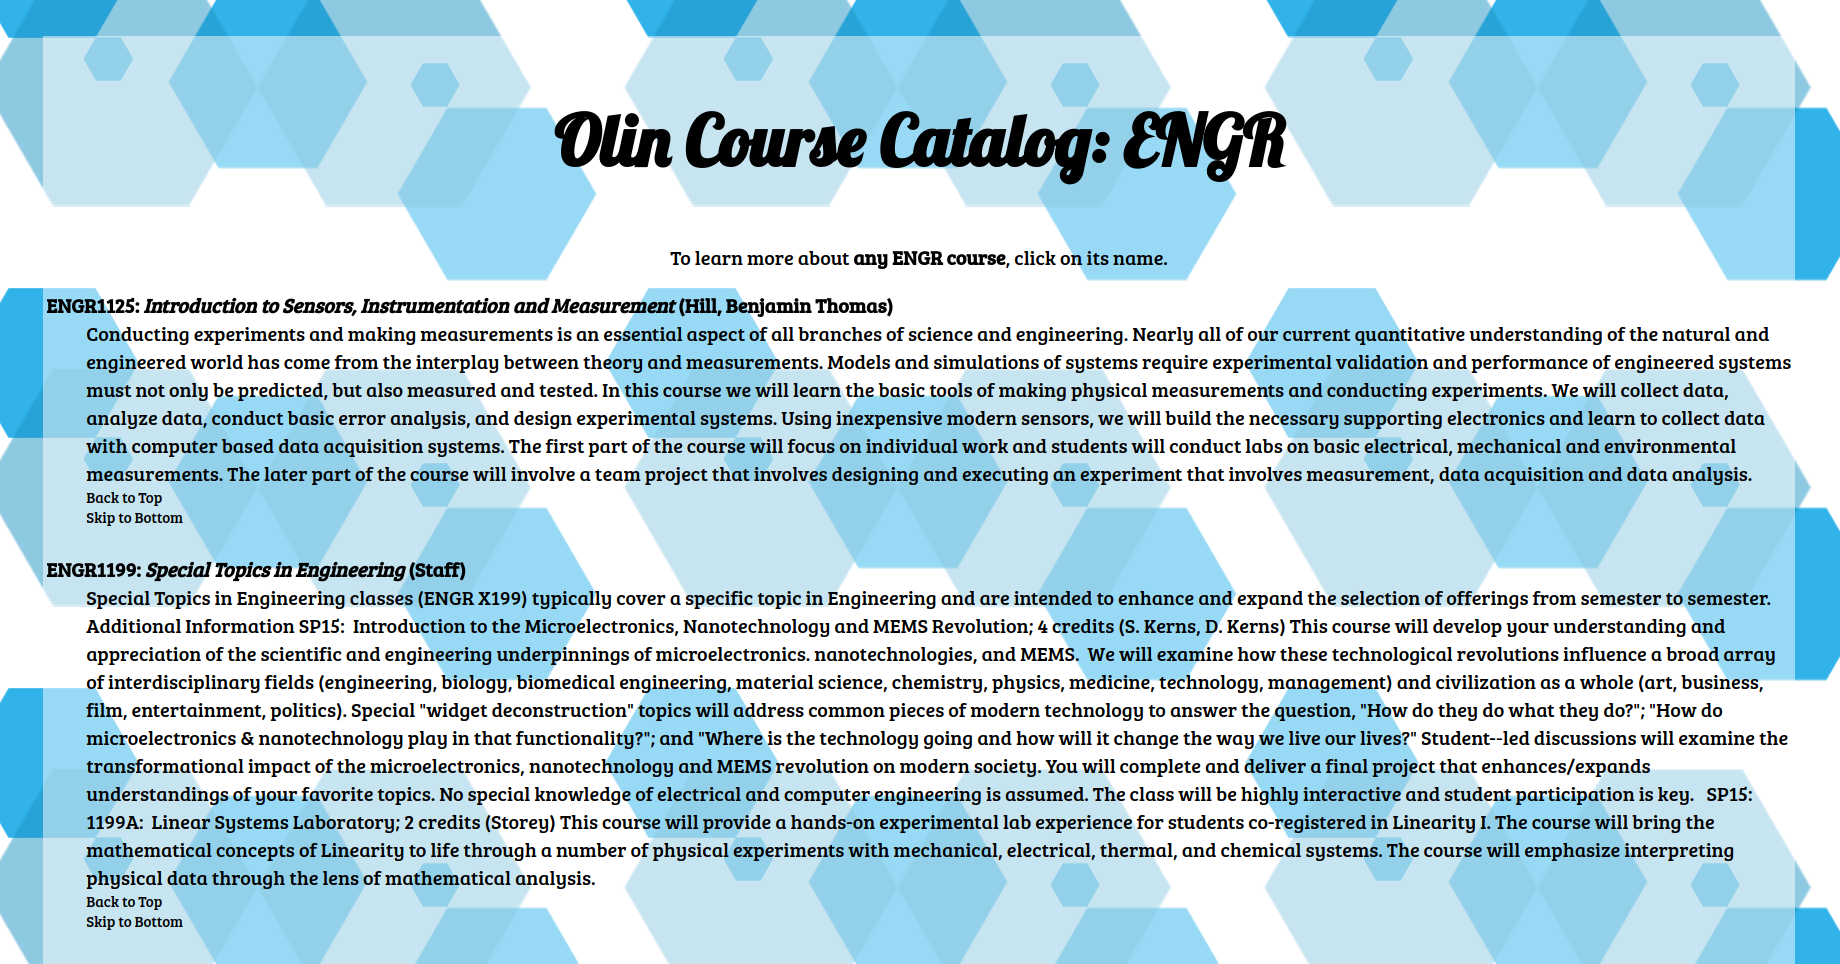 Olin Course Catalog: ENGR
To learn more about any ENGR course, click on its name.
ENGR1125: Introduction to Sensors, Instrumentation and Measurement (Hill, Benjamin Thomas)
Conducting experiments and making measurements is an essential aspect of all branches of science and engineering. Nearly all of our current quantitative understanding of the natural and
engineered world has come from the interplay between theory and measurements. Models and simulations of systems require experimental validation and performance of engineered systems
must not only be predicted, but also measured and tested. In this course we will learn the basic tools of making physical measurements and conducting experiments. We will collect data,
analyze data, conduct basic error analysis, and design experimental systems. Using inexpensive modern sensors, we will build the necessary supporting electronics and learn to collect data
with computer based data acquisition systems. The first part of the course will focus on individual work and students will conduct labs on basic electrical, mechanical and environmental
measurements. The later part of the course will involve a team project that involves designing and executing an experiment that involves measurement, data acquisition and data analysis.
Back to Top
Skip to Bottom
ENGR1199: Special Topics in Engineering (Staff)
Special Topics in Engineering classes (ENGR X199) typically cover a specific topic in Engineering and are intended to enhance and expand the selection of offerings from semester to semester.
Additional Information SP15:  Introduction to the Microelectronics, Nanotechnology and MEMS Revolution; 4 credits (S. Kerns, D. Kerns) This course will develop your understanding and
appreciation of the scientific and engineering underpinnings of microelectronics. nanotechnologies, and MEMS.  We will examine how these technological revolutions influence a broad array
of interdisciplinary fields (engineering, biology, biomedical engineering, material science, chemistry, physics, medicine, technology, management) and civilization as a whole (art, business,
film, entertainment, politics). Special "widget deconstruction" topics will address common pieces of modern technology to answer the question, "How do they do what they do?"; "How do
microelectronics & nanotechnology play in that functionality?"; and "Where is the technology going and how will it change the way we live our lives?" Student--led discussions will examine the
transformational impact of the microelectronics, nanotechnology and MEMS revolution on modern society. You will complete and deliver a final project that enhances/expands
understandings of your favorite topics. No special knowledge of electrical and computer engineering is assumed. The class will be highly interactive and student participation is key.   SP15:
1199A:  Linear Systems Laboratory; 2 credits (Storey) This course will provide a hands-on experimental lab experience for students co-registered in Linearity I. The course will bring the
mathematical concepts of Linearity to life through a number of physical experiments with mechanical, electrical, thermal, and chemical systems. The course will emphasize interpreting
physical data through the lens of mathematical analysis.
Back to Top
Skip to Bottom